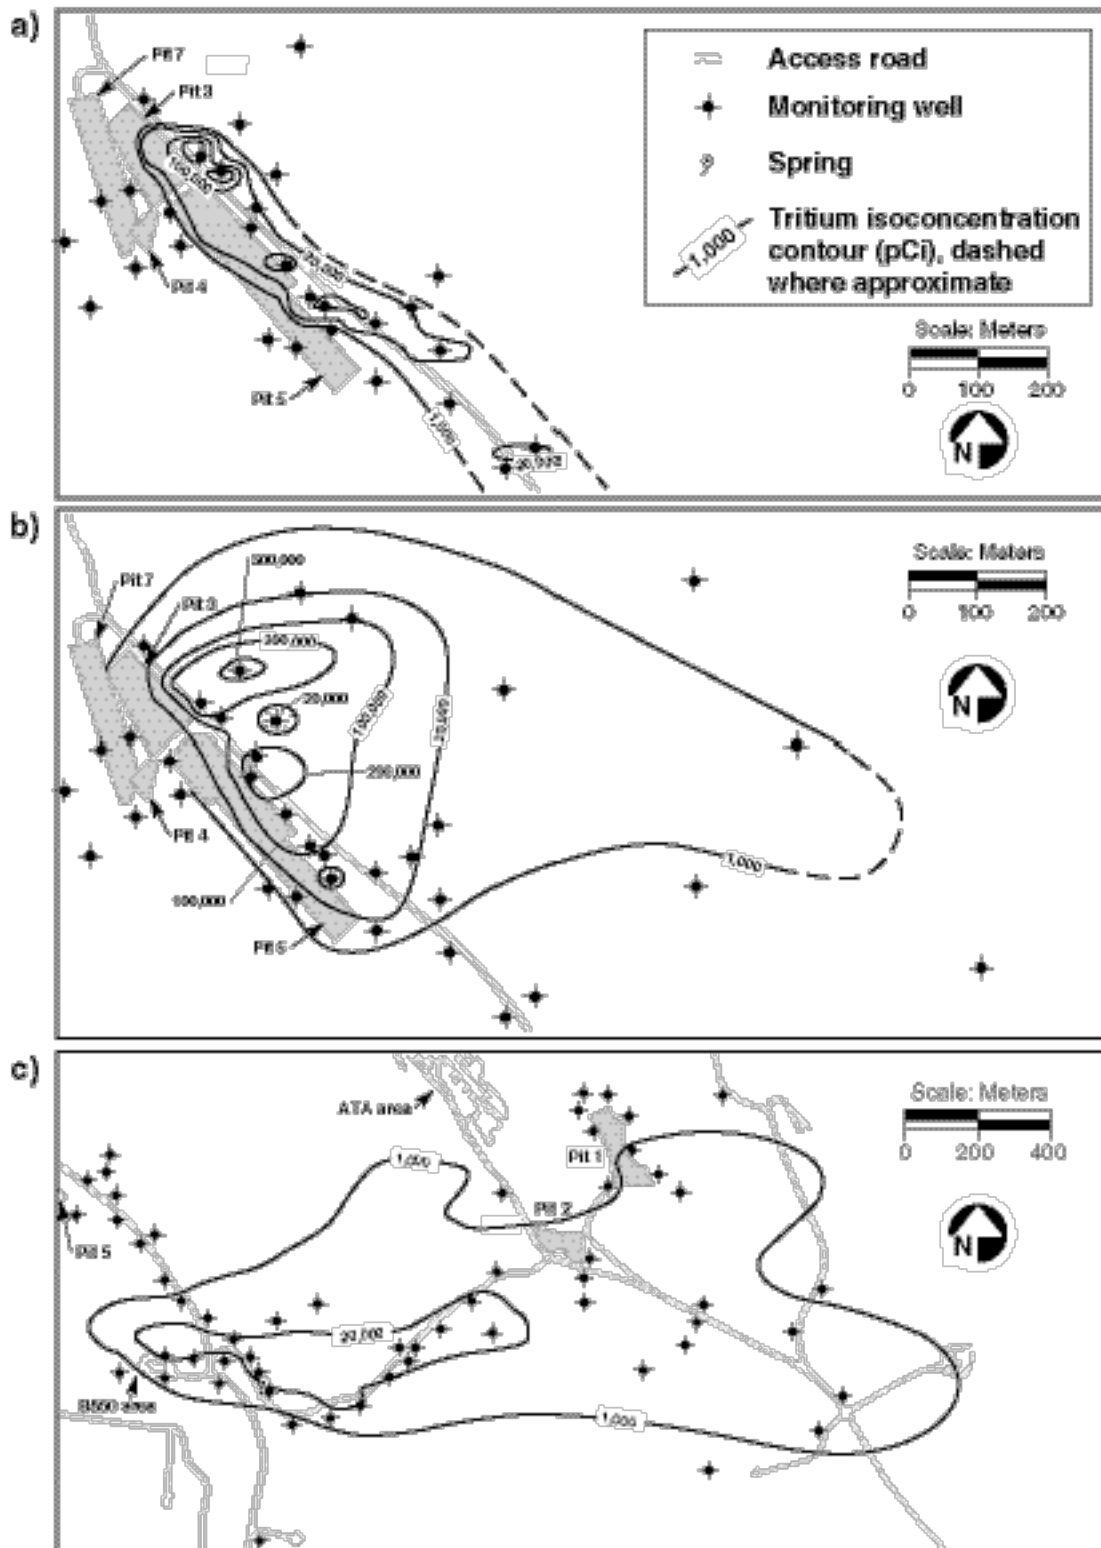 a)
Pit 7
Pit 3
100,000
20,000
Pit 4
Pit 5
1,000
20,000
Access road
Monitoring well
Spring
1,000
Tritium isoconcentration
contour (pCi), dashed
where approximate
Scale: Meters
0 100 200
N
b)
500,000
Pit 7
Pit 3
200,000
20,000
100,000
20,000
200,000
Pit 4
100,000
Pit 5
1,000
Scale: Meters
0 100 200
N
c)
ATA area
1,000
Pit 1
Pit 2
Pit 5
20,000
B850 area
1,000
Scale: Meters
0 200 400
N